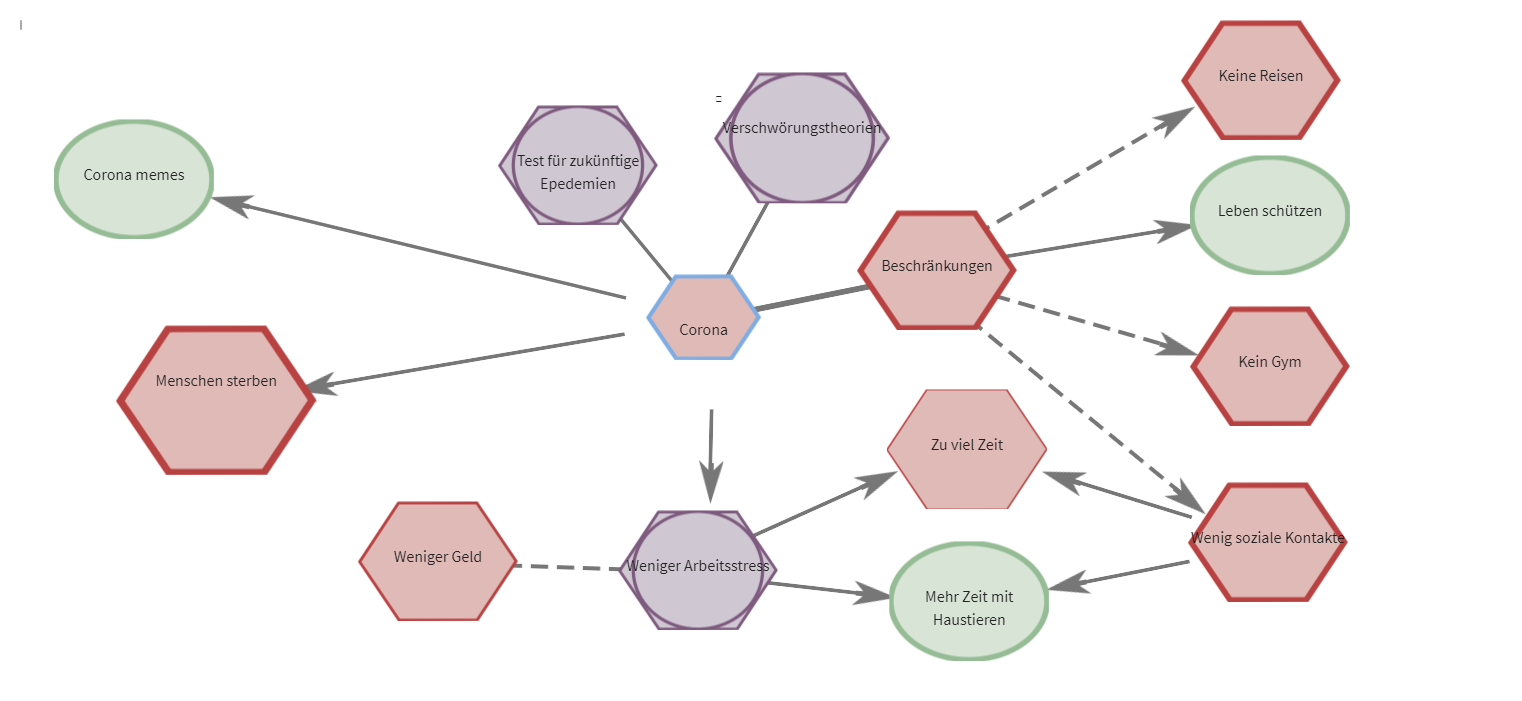 Keine Reisen
Verschwörungstheorien
Test für zukünftige
Epedemien
Corona memes
Leben schützen
Beschränkungen
Corona
Kein Gym
Menschen sterben
Zu viel Zeit
Wenig soziale Kontakte
Weniger Geld
Weniger Arbeitsstress
Mehr Zeit mit
Haustieren